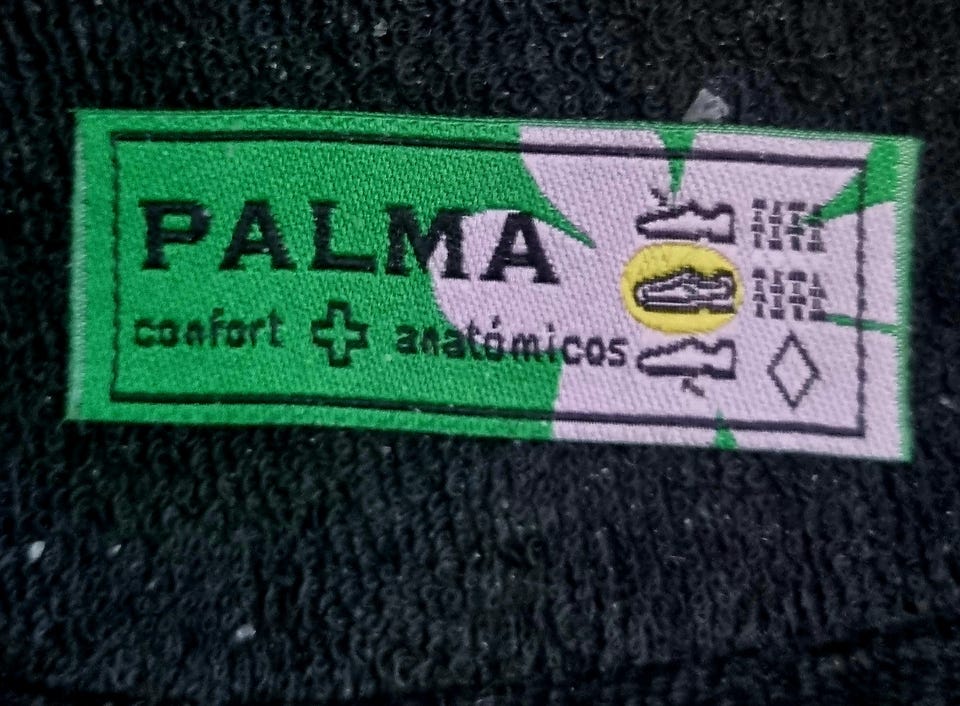 PALMA
confort + anatómicos